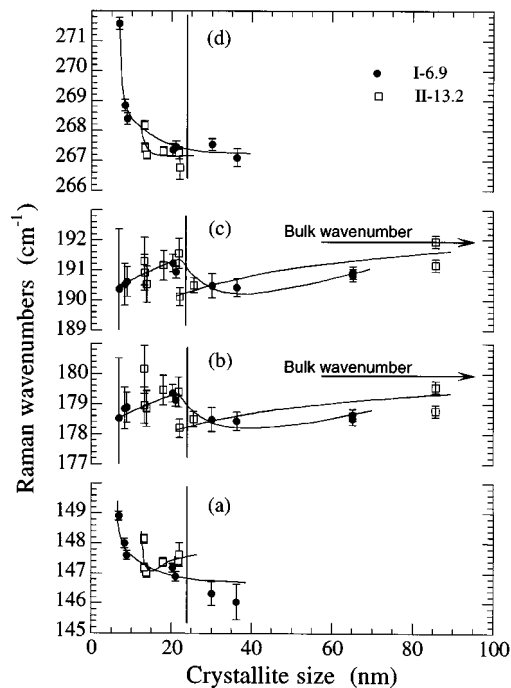 271
270
269
268
267
266
(d)
I-6.9
II-13.2
192
191
190
189
(c)
Bulk wavenumber
180
179
178
177
(b)
Bulk wavenumber
149
148
147
146
145
(a)
0 20 40 60 80 100
Crystallite size (nm)
Raman wavenumbers (cm-1)